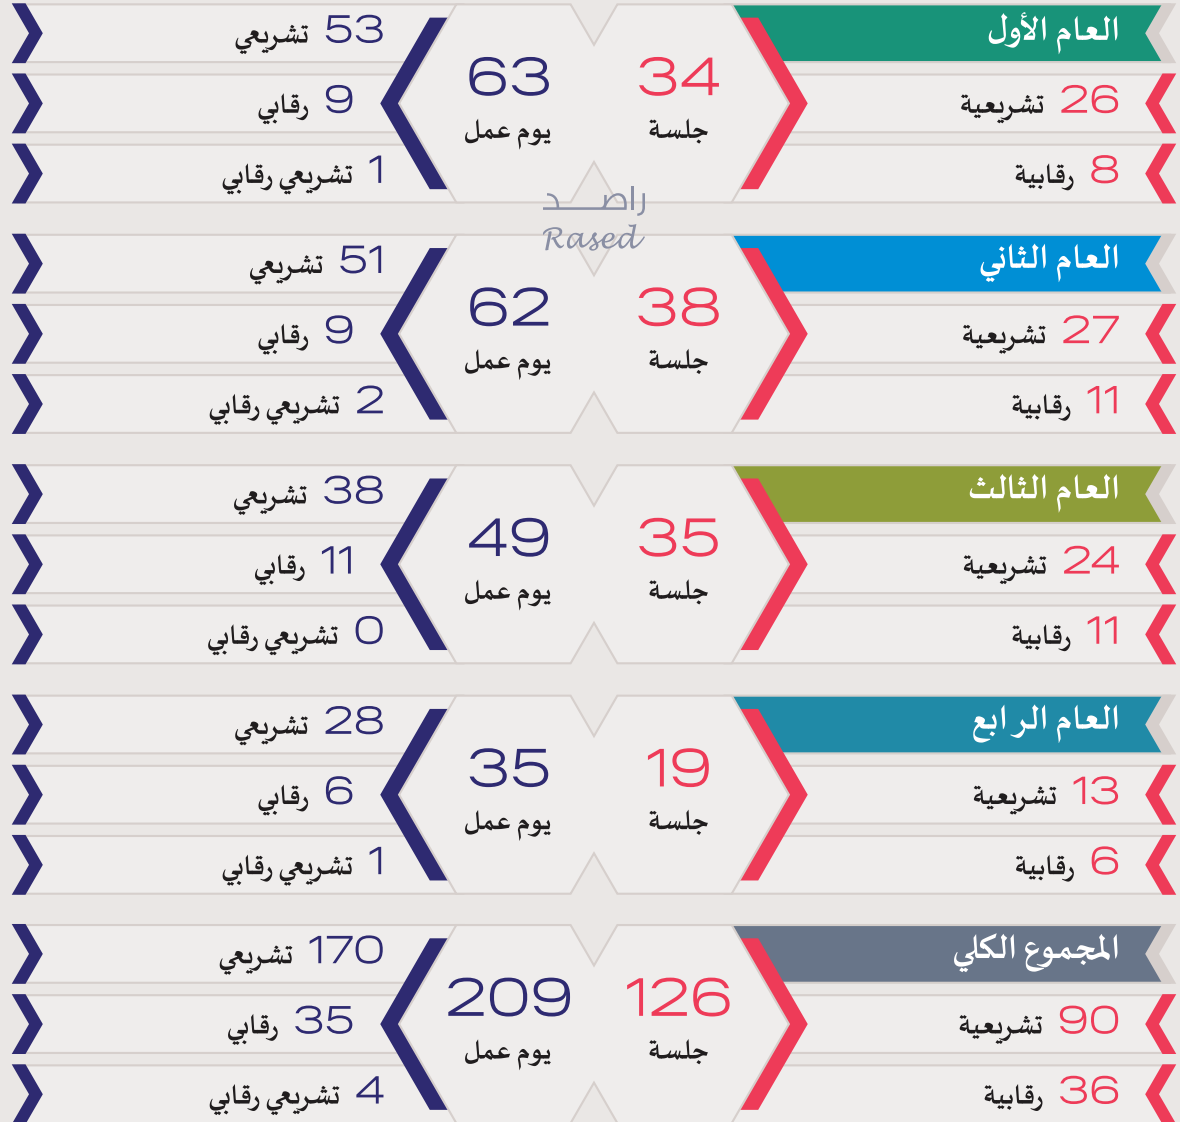 العام الأول
26 تشريعية
8 رقابية
34
جلسة
63
يوم عمل
53 تشريعي
9 رقابي
1 تشريعي رقابي
راصد
Rased
العام الثاني
27 تشريعية
11 رقابية
38
جلسة
62
يوم عمل
51 تشريعي
9 رقابي
2 تشريعي رقابي
العام الثالث
24 تشريعية
11 رقابية
35
جلسة
49
يوم عمل
38 تشريعي
11 رقابي
0 تشريعي رقابي
العام الرابع
13 تشريعية
6 رقابية
19
جلسة
35
يوم عمل
28 تشريعي
6 رقابي
1 تشريعي رقابي
المجموع الكلي
90 تشريعية
36 رقابية
126
جلسة
209
يوم عمل
170 تشريعي
35 رقابي
4 تشريعي رقابي